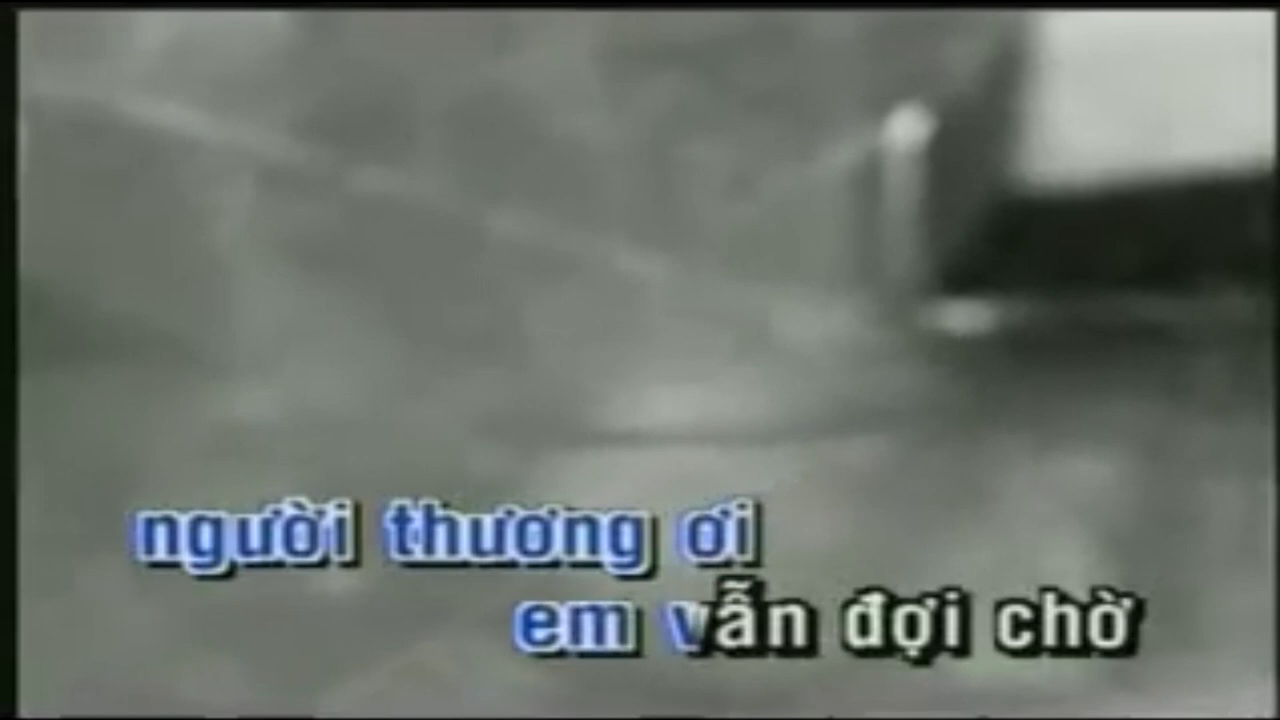 người thương ơi
em vẫn đợi chờ